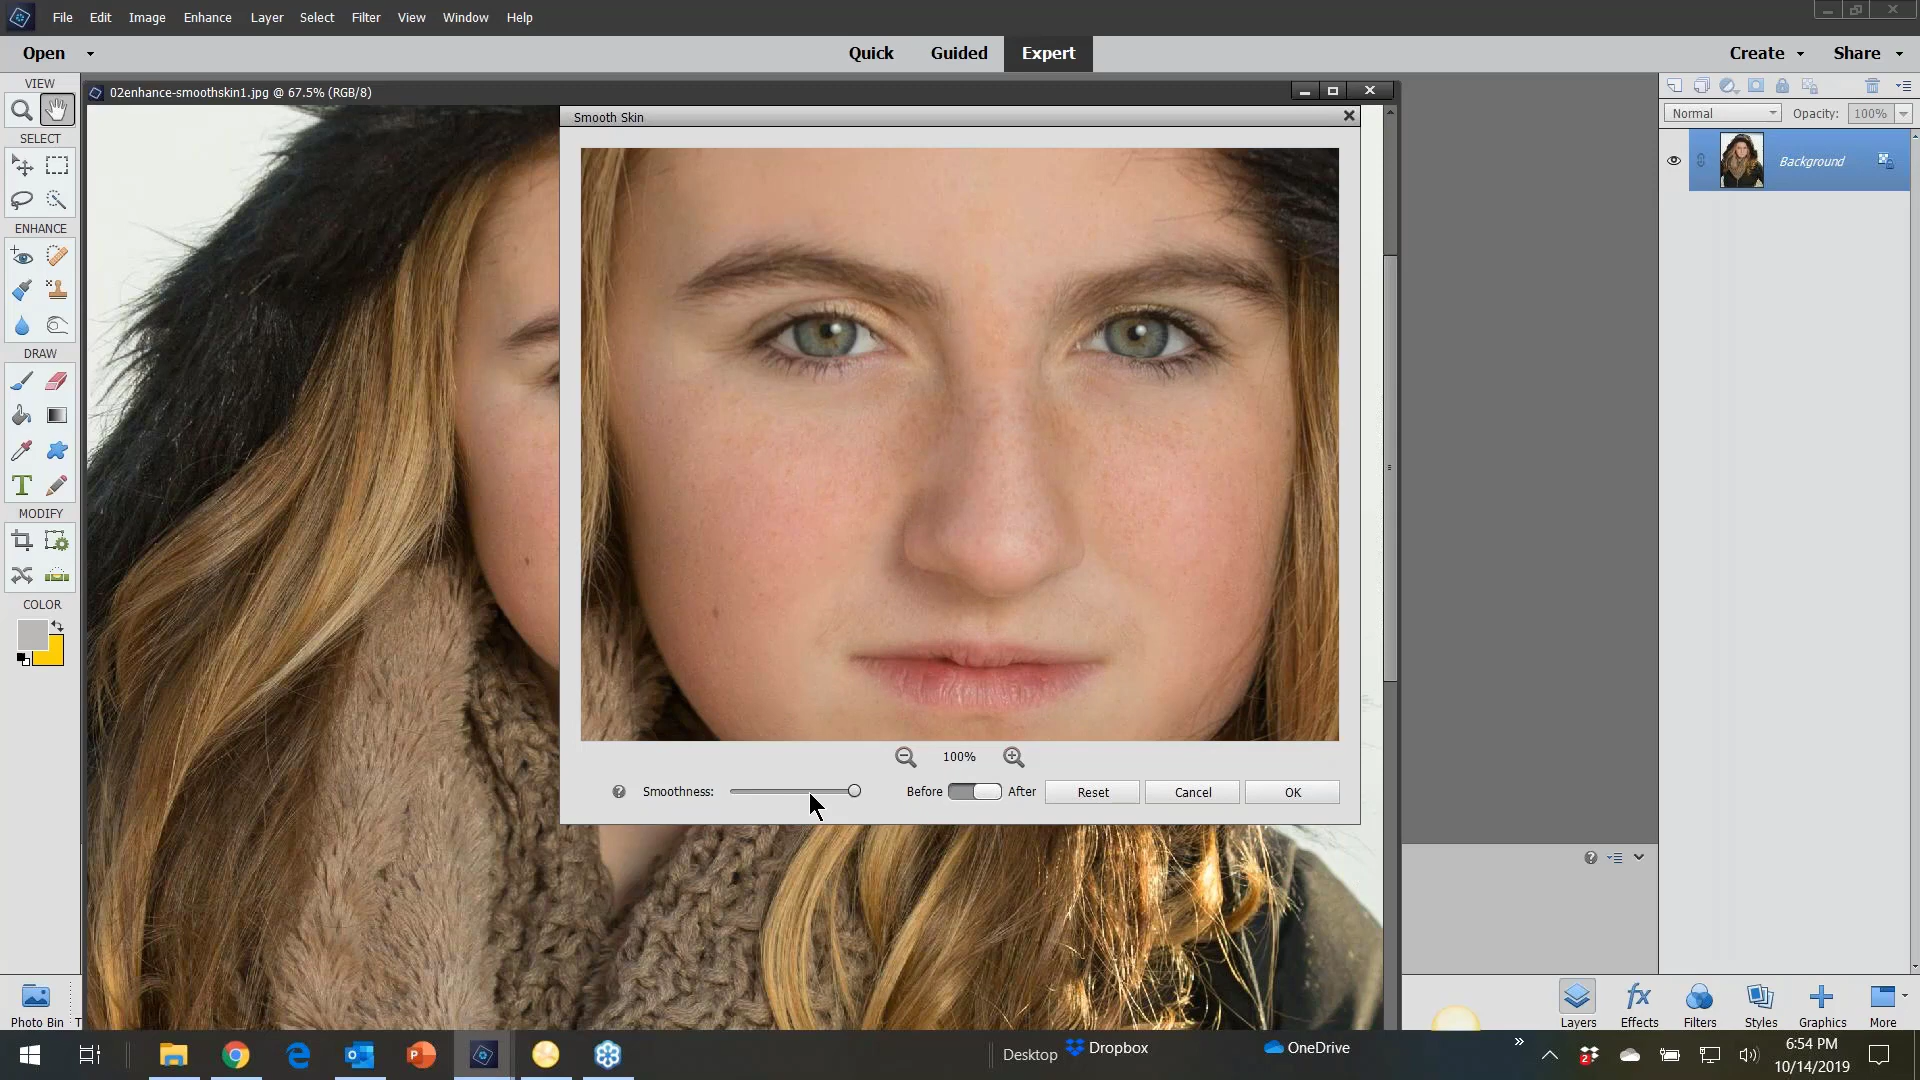 File Edit Image Enhance Layer Select Filter View Window Help
Open Quick Guided Expert Create Share
VIEW
02enhance-smoothskin1.jpg @ 67.5% (RGB/8)
Smooth Skin
Normal Opacity: 100%
SELECT
Background
ENHANCE
DRAW
T
MODIFY
COLOR
100%
Smoothness: Before After Reset Cancel OK
fx
Photo Bin T Layers Effects Filters Styles Graphics More
Desktop Dropbox OneDrive 2 6:54 PM
10/14/2019